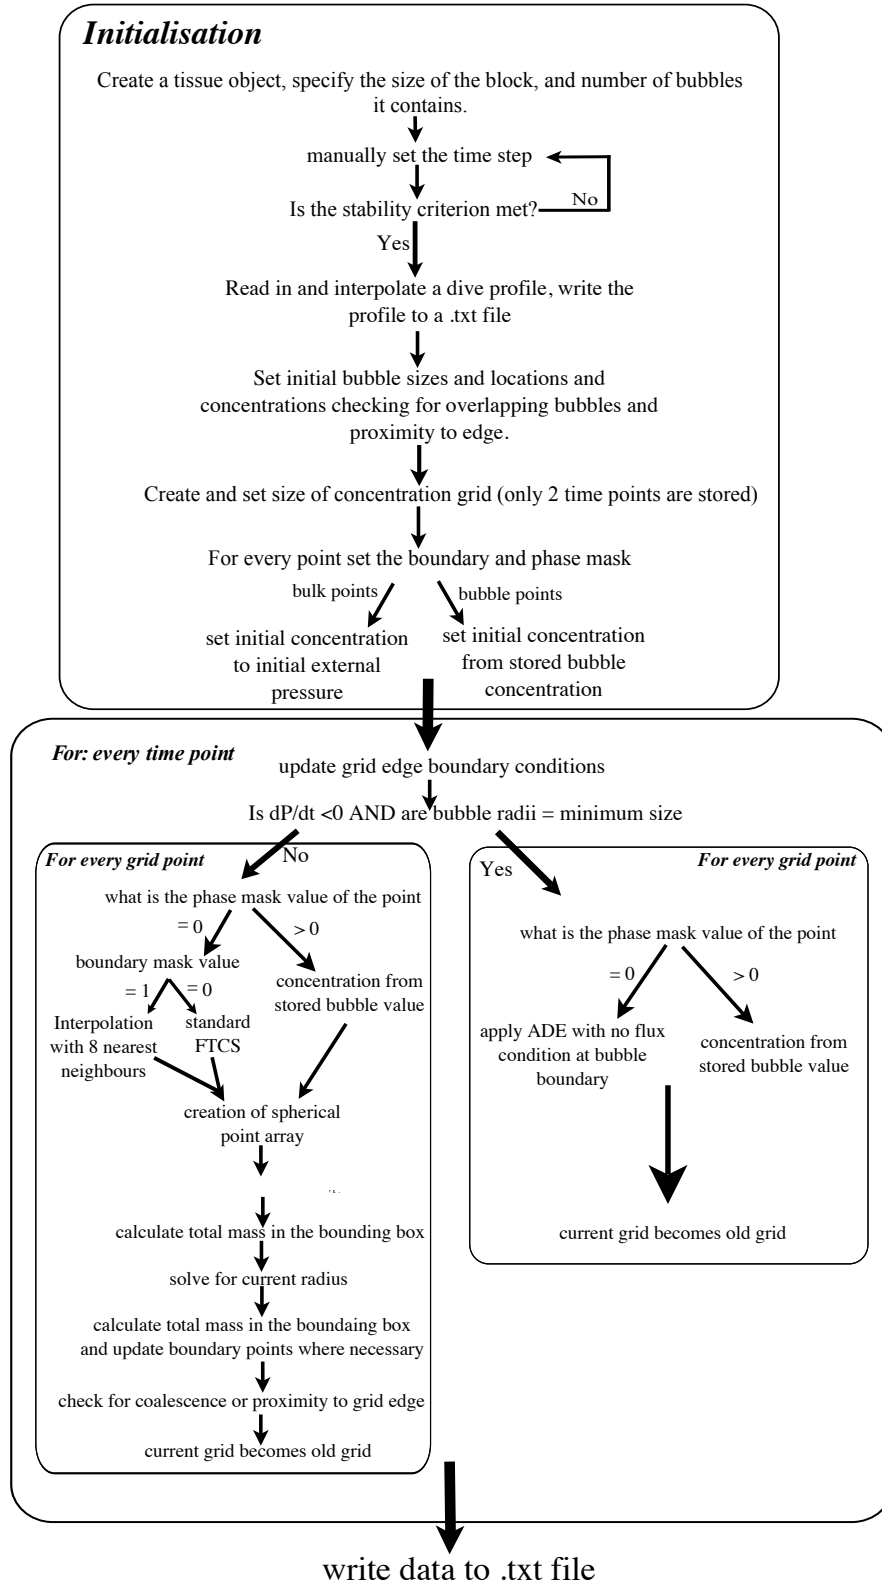 Initialisation
Create a tissue object, specify the size of the block, and number of bubbles
it contains.
manually set the time step
Is the stability criterion met?
No
Yes
Read in and interpolate a dive profile, write the
profile to a .txt file
Set initial bubble sizes and locations and
concentrations checking for overlapping bubbles and
proximity to edge.
Create and set size of concentration grid (only 2 time points are stored)
For every point set the boundary and phase mask
bulk points
bubble points
set initial concentration
to initial external
pressure
set initial concentration
from stored bubble
concentration
For: every time point
update grid edge boundary conditions
Is dP/dt <0 AND are bubble radii = minimum size
For every grid point
No
what is the phase mask value of the point
= 0
> 0
boundary mask value
= 1
= 0
concentration from
stored bubble value
Interpolation
with 8 nearest
neighbours
standard
FTCS
creation of spherical
point array
calculate total mass in the bounding box
solve for current radius
calculate total mass in the boundaing box
and update boundary points where necessary
check for coalescence or proximity to grid edge
current grid becomes old grid
For every grid point
Yes
what is the phase mask value of the point
= 0
> 0
apply ADE with no flux
condition at bubble
boundary
concentration from
stored bubble value
current grid becomes old grid
write data to .txt file